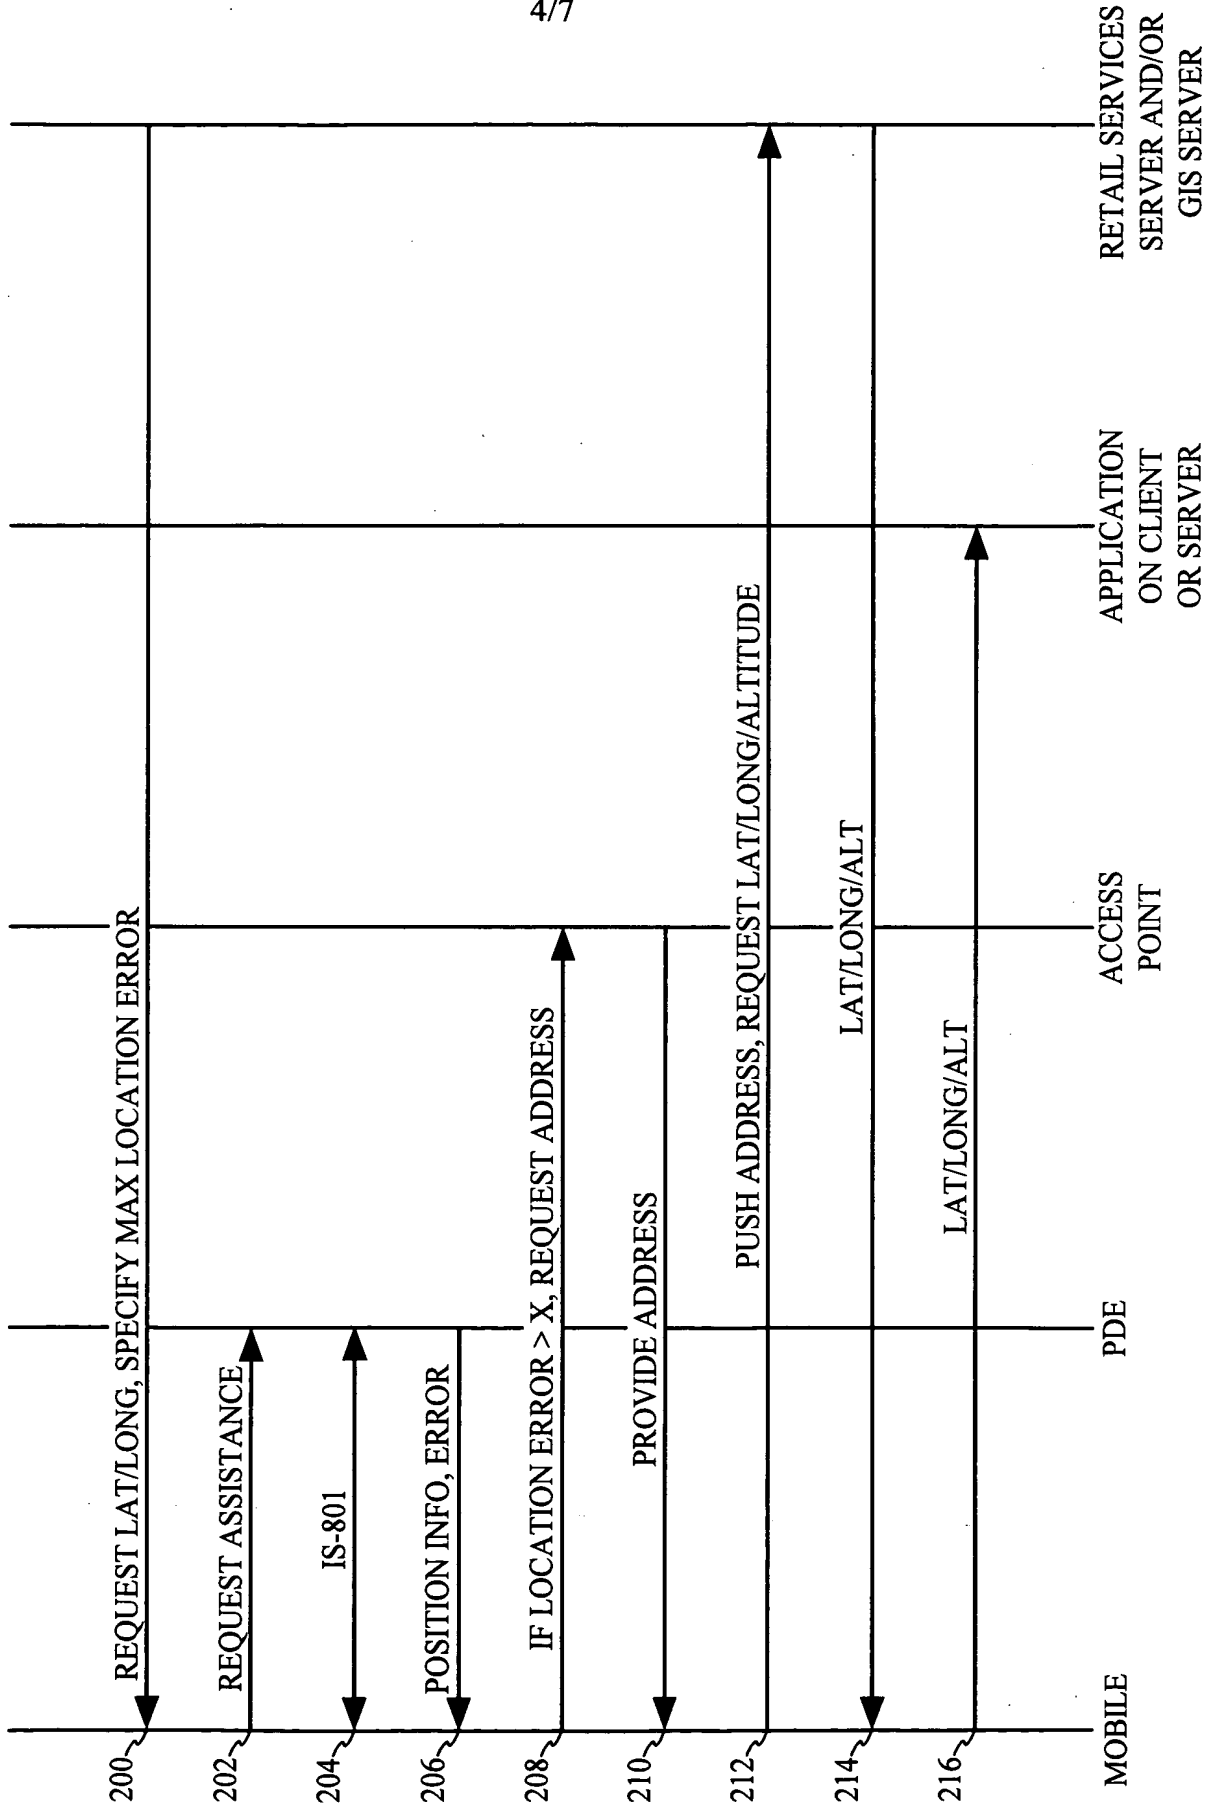 4/7
200
REQUEST LAT/LONG, SPECIFY MAX LOCATION ERROR
202
REQUEST ASSISTANCE
204
IS-801
206
POSITION INFO, ERROR
208
IF LOCATION ERROR > X, REQUEST ADDRESS
210
PROVIDE ADDRESS
212
PUSH ADDRESS, REQUEST LAT/LONG/ALTITUDE
214
LAT/LONG/ALT
216
LAT/LONG/ALT
MOBILE
PDE
ACCESS
POINT
APPLICATION
ON CLIENT
OR SERVER
RETAIL SERVICES
SERVER AND/OR
GIS SERVER